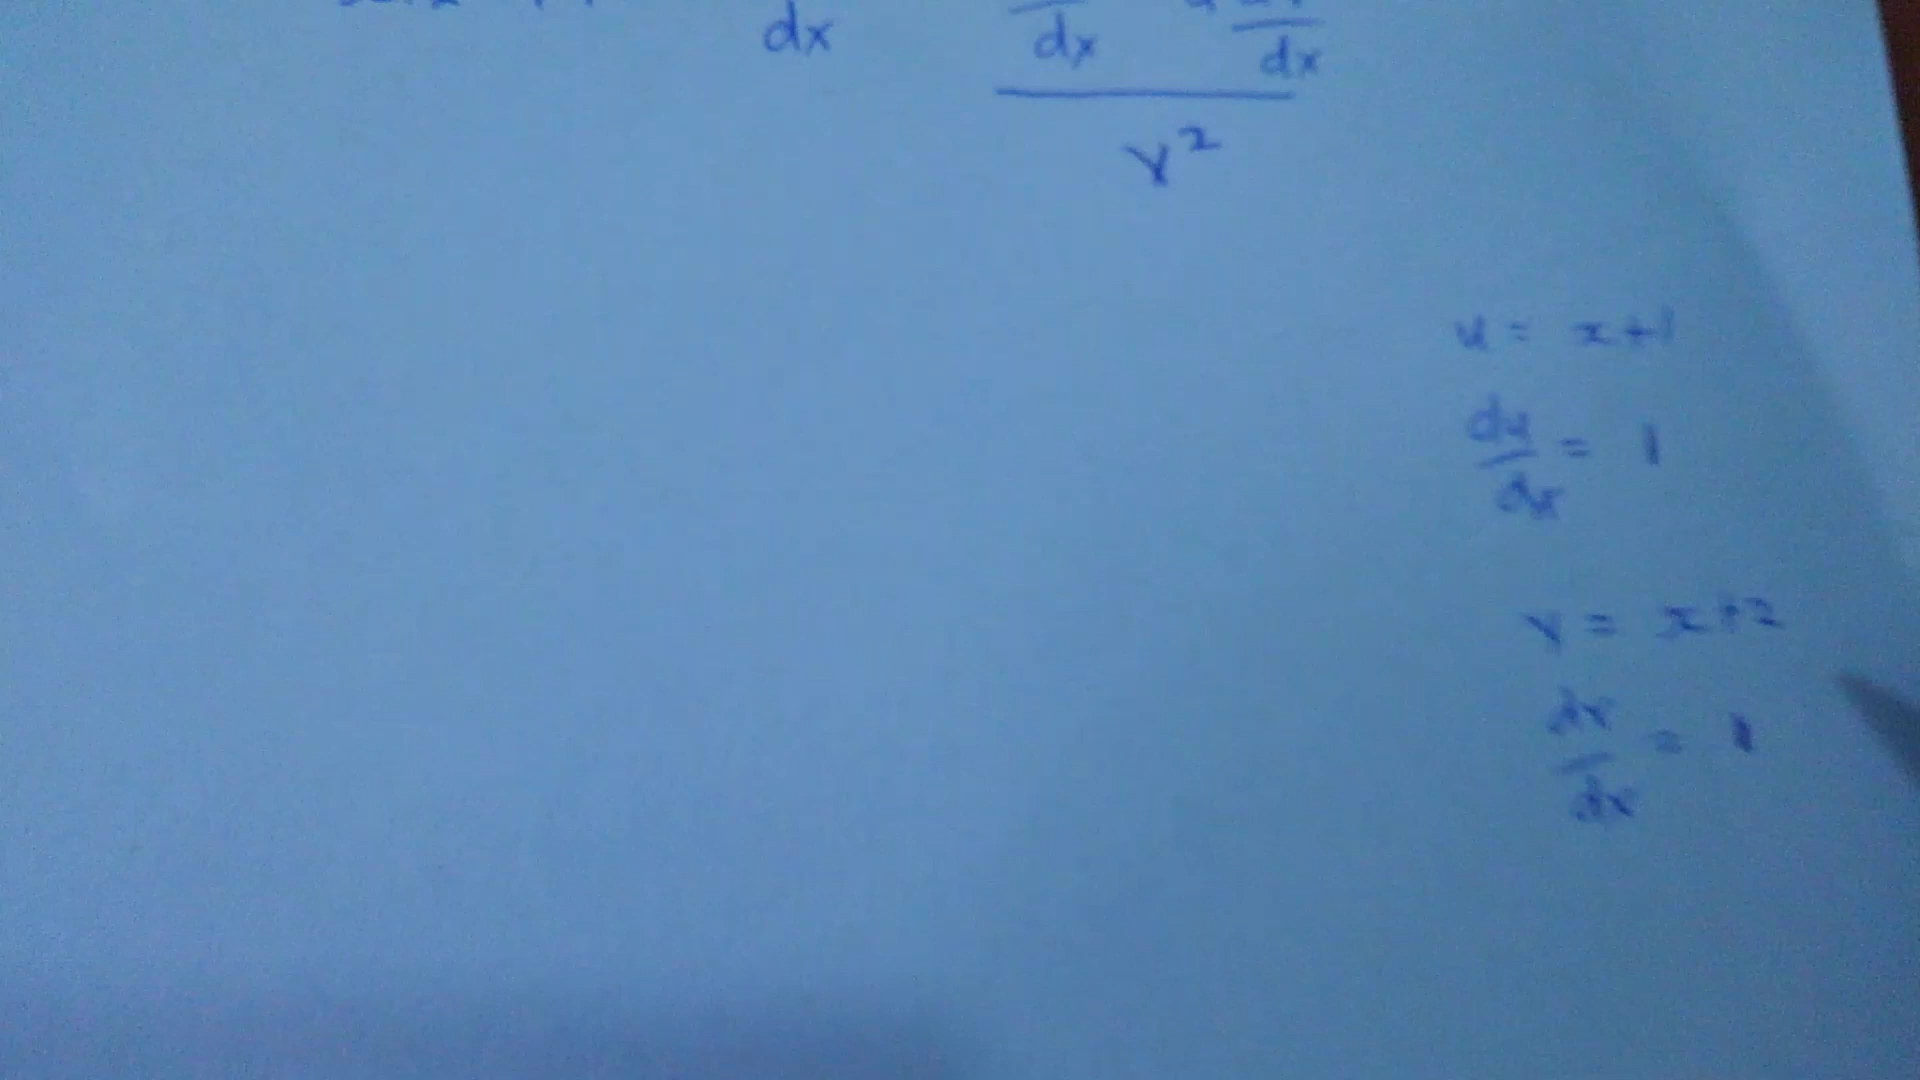 dx dx dx
v²
u = x+1
du
— = 1
dx
v = x+2
dv
— = 1
dx